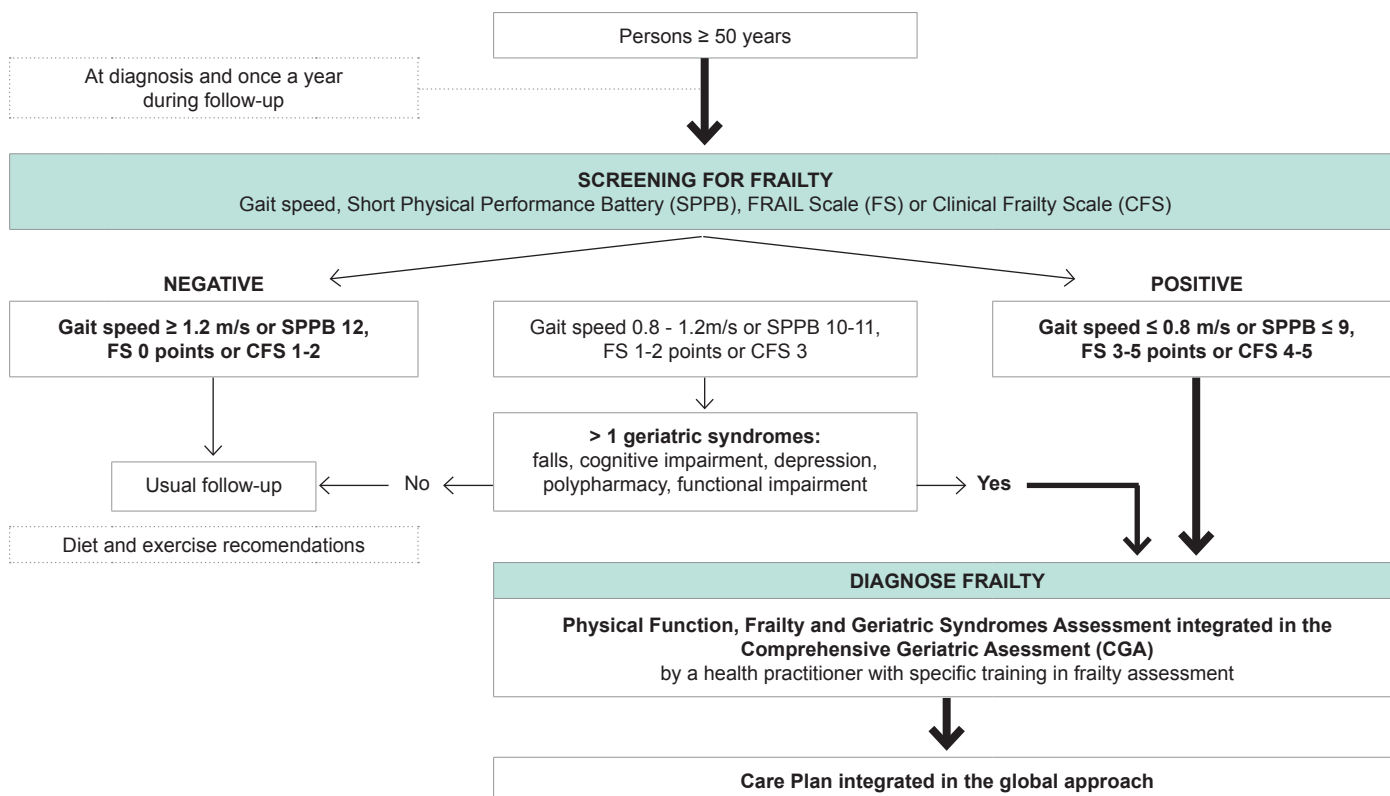 Persons ≥ 50 years
At diagnosis and once a year
during follow-up
SCREENING FOR FRAILTY
Gait speed, Short Physical Performance Battery (SPPB), FRAIL Scale (FS) or Clinical Frailty Scale (CFS)
NEGATIVE
Gait speed ≥ 1.2 m/s or SPPB 12,
FS 0 points or CFS 1-2
Gait speed 0.8 - 1.2m/s or SPPB 10-11,
FS 1-2 points or CFS 3
POSITIVE
Gait speed ≤ 0.8 m/s or SPPB ≤ 9,
FS 3-5 points or CFS 4-5
> 1 geriatric syndromes:
falls, cognitive impairment, depression,
polypharmacy, functional impairment
Usual follow-up
No
Yes
Diet and exercise recomendations
DIAGNOSE FRAILTY
Physical Function, Frailty and Geriatric Syndromes Assessment integrated in the
Comprehensive Geriatric Asessment (CGA)
by a health practitioner with specific training in frailty assessment
Care Plan integrated in the global approach